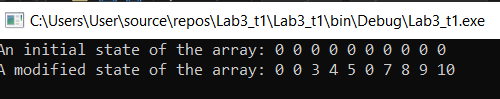 C:\Users\User\source\repos\Lab3_t1\Lab3_t1\bin\Debug\Lab3_t1.exe
An initial state of the array: 0 0 0 0 0 0 0 0 0 0
A modified state of the array: 0 0 3 4 5 0 7 8 9 10